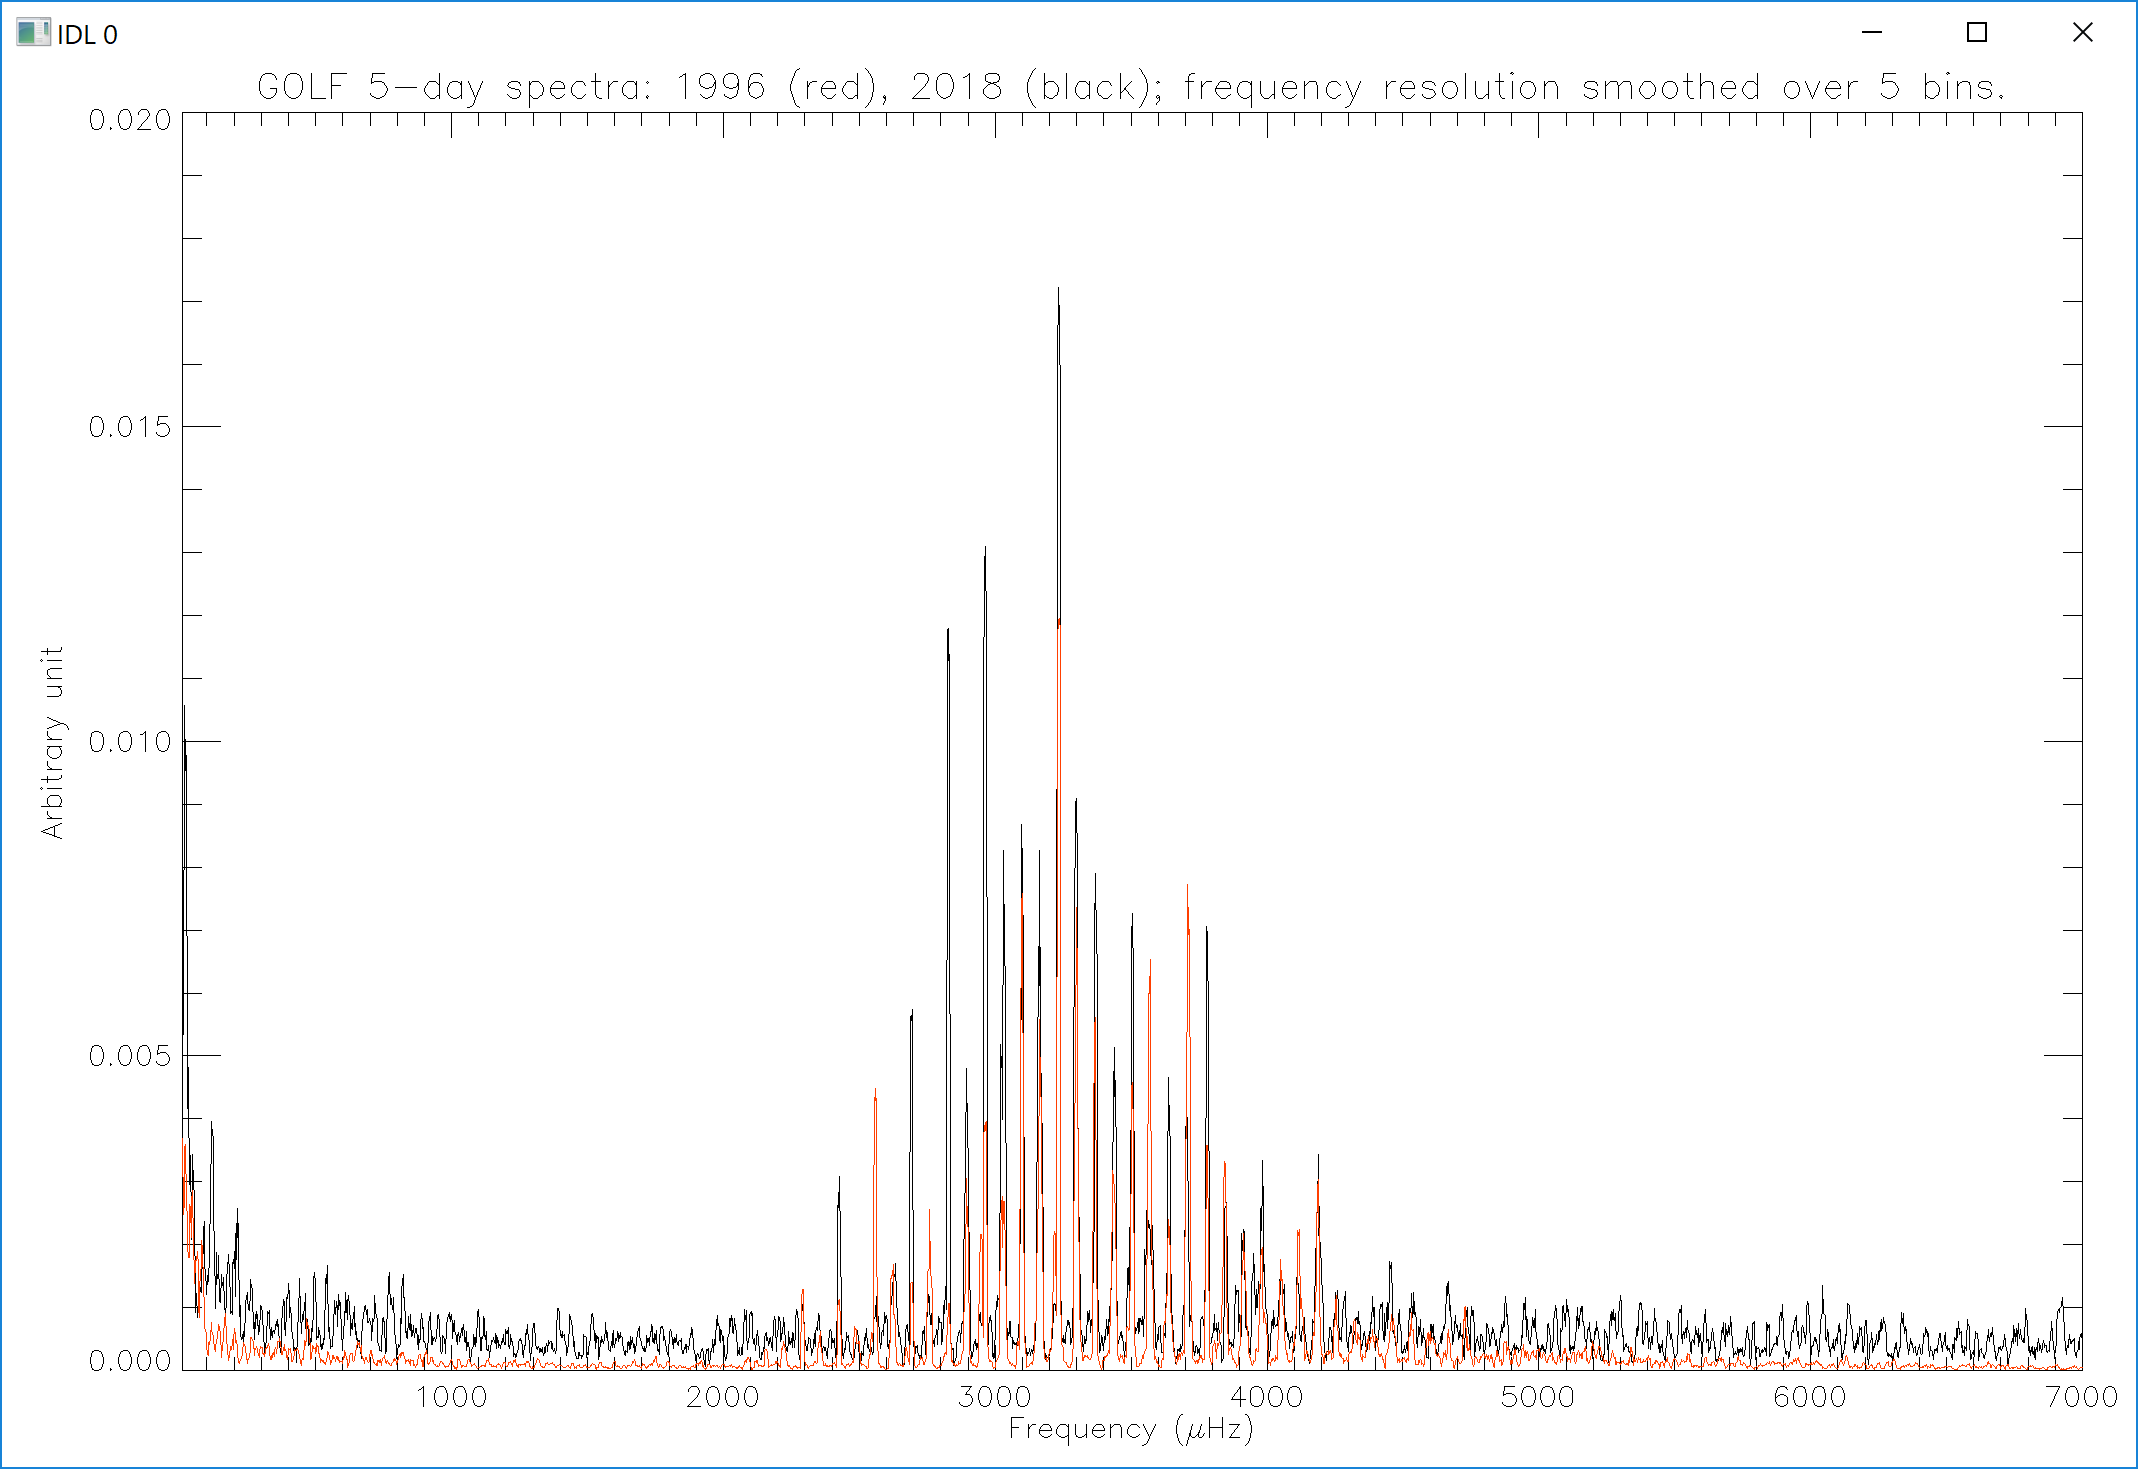 IDL 0
GOLF 5-day spectra: 1996 (red), 2018 (black); frequency resolution smoothed over 5 bins.
0.020
0.015
0.010
0.005
0.000
Arbitrary unit
1000 2000 3000 4000 5000 6000 7000
Frequency (μHz)